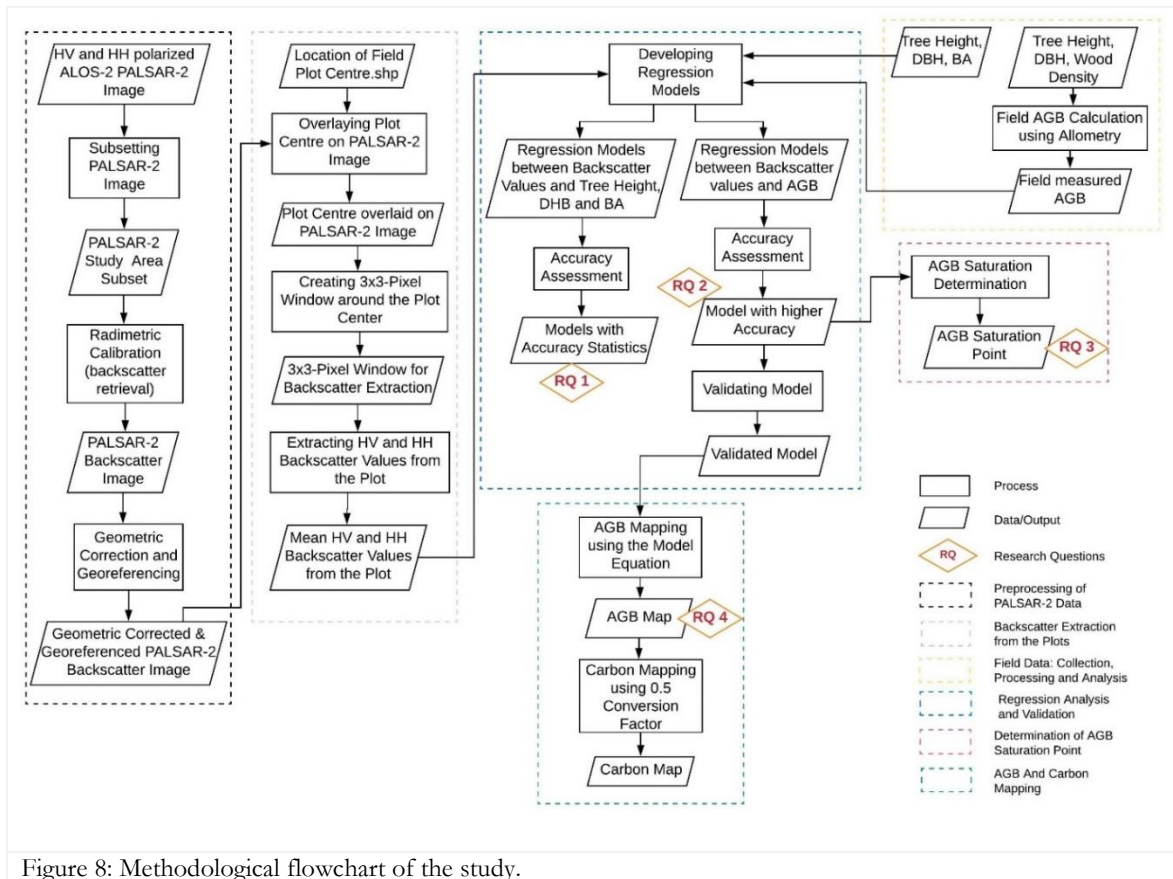 HV and HH polarized
ALOS-2 PALSAR-2
Image
Subsetting
PALSAR-2
Image
PALSAR-2
Study Area
Subset
Radimetric
Calibration
(backscatter
retrieval)
PALSAR-2
Backscatter
Image
Geometric
Correction and
Georeferencing
Geometric Corrected &
Georeferenced PALSAR-2
Backscatter Image
Location of Field
Plot Centre.shp
Overlaying Plot
Centre on PALSAR-2
Image
Plot Centre overlaid on
PALSAR-2 Image
Creating 3x3-Pixel
Window around the Plot
Center
3x3-Pixel Window for
Backscatter Extraction
Extracting HV and HH
Backscatter Values from
the Plot
Mean HV and HH
Backscatter Values
from the Plot
Developing
Regression
Models
Regression Models
between Backscatter
Values and Tree Height,
DHB and BA
Accuracy
Assessment
Models with
Accuracy Statistics
RQ 1
Regression Models
between Backscatter
values and AGB
Accuracy
Assessment
RQ 2
Model with higher
Accuracy
Validating Model
Validated Model
AGB Mapping
using the Model
Equation
AGB Map
RQ 4
Carbon Mapping
using 0.5
Conversion
Factor
Carbon Map
Tree Height,
DBH, BA
Tree Height,
DBH, Wood
Density
Field AGB Calculation
using Allometry
Field measured
AGB
AGB Saturation
Determination
AGB Saturation
Point
RQ 3
Process
Data/Output
RQ
Research Questions
Preprocessing of
PALSAR-2 Data
Backscatter Extraction
from the Plots
Field Data: Collection,
Processing and Analysis
Regression Analysis
and Validation
Determination of AGB
Saturation Point
AGB And Carbon
Mapping
Figure 8: Methodological flowchart of the study.